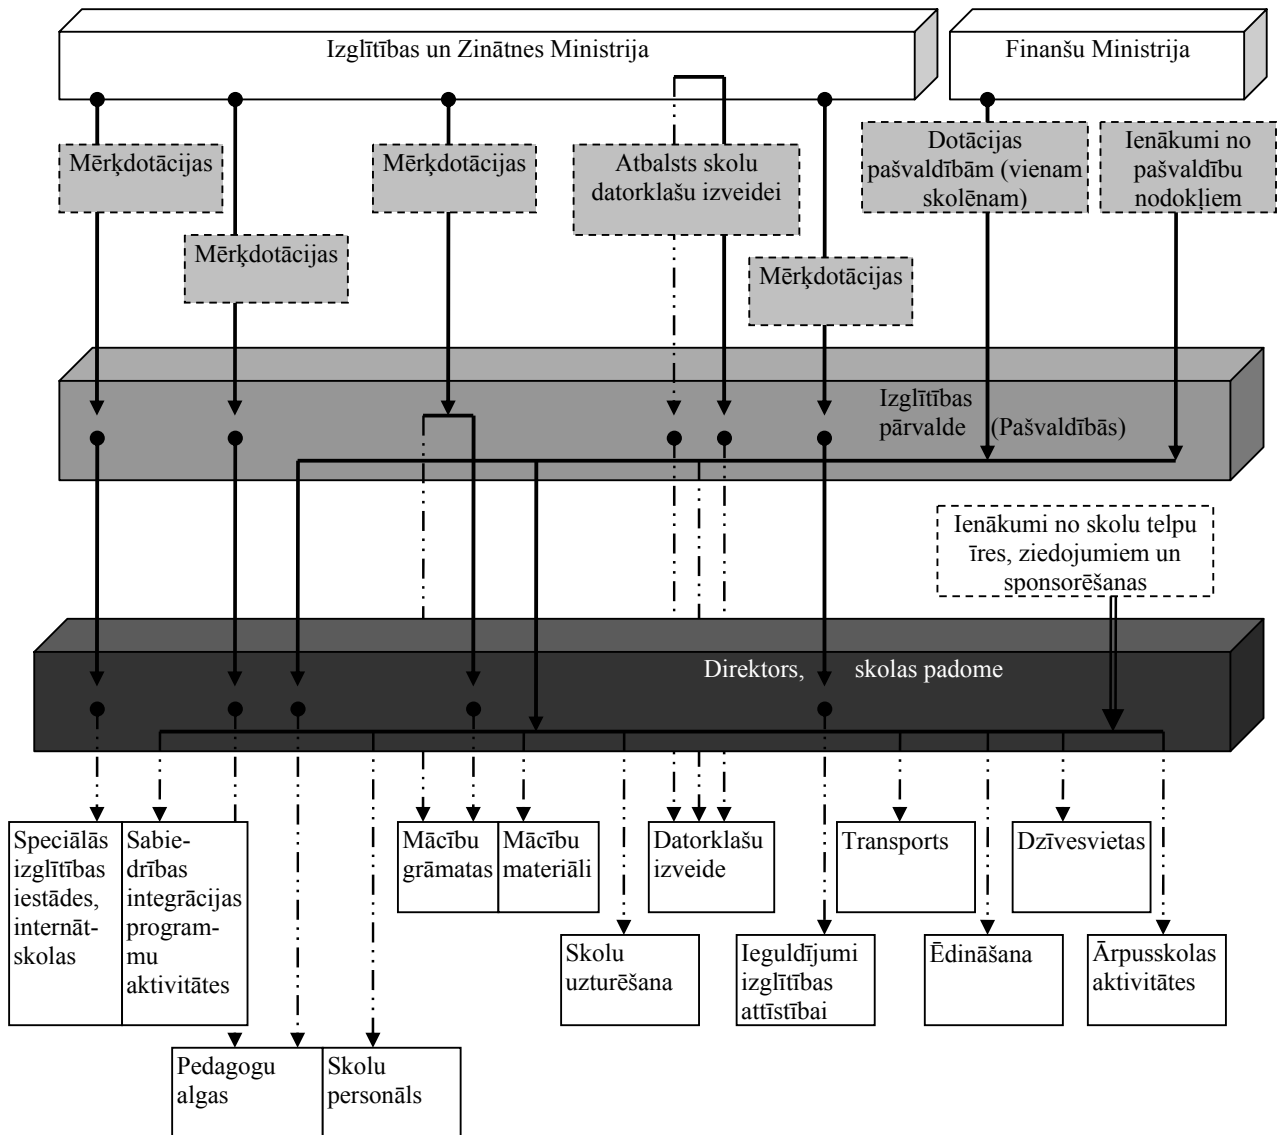 Izglītības un Zinātnes Ministrija
Finanšu Ministrija
Mērķdotācijas
Mērķdotācijas
Mērķdotācijas
Atbalsts skolu
datorklašu izveidei
Mērķdotācijas
Dotācijas
pašvaldībām (vienam
skolēnam)
Ienākumi no
pašvaldību
nodokļiem
Izglītības
pārvalde (Pašvaldībās)
Ienākumi no skolu telpu
īres, ziedojumiem un
sponsorēšanas
Direktors, skolas padome
Speciālās
izglītības
iestādes,
internāt-
skolas
Sabie-
drības
integrācijas
program-
mu
aktivitātes
Mācību
grāmatas
Mācību
materiāli
Datorklašu
izveide
Transports
Dzīvesvietas
Skolu
uzturēšana
Ieguldījumi
izglītības
attīstībai
Ēdināšana
Ārpusskolas
aktivitātes
Pedagogu
algas
Skolu
personāls